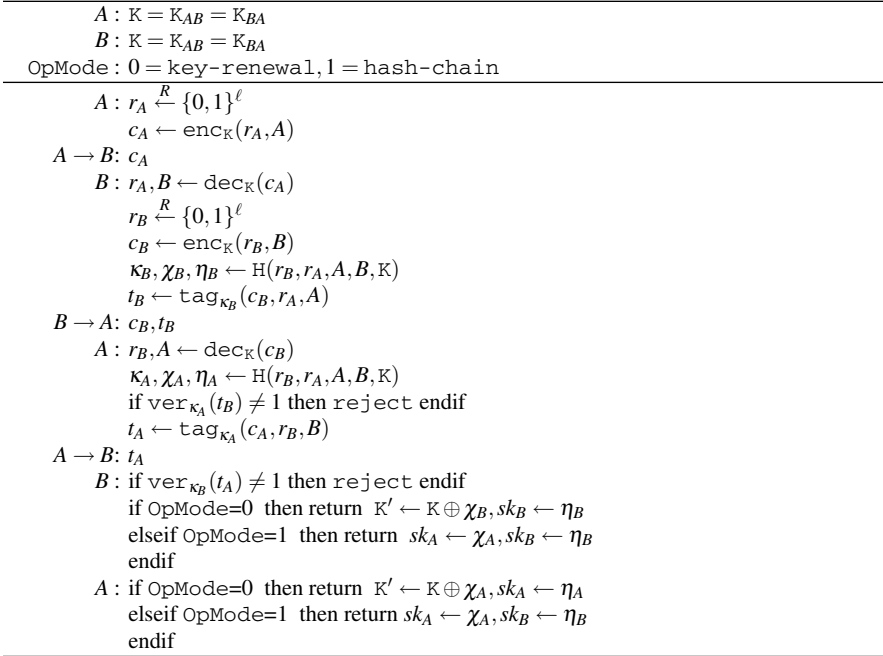 A : K = K_AB = K_BA
B : K = K_AB = K_BA
OpMode : 0 = key-renewal, 1 = hash-chain
A : r_A ←^R {0,1}^ℓ
c_A ← enc_K(r_A, A)
A → B: c_A
B : r_A, B ← dec_K(c_A)
r_B ←^R {0,1}^ℓ
c_B ← enc_K(r_B, B)
κ_B, χ_B, η_B ← H(r_B, r_A, A, B, K)
t_B ← tag_κ_B(c_B, r_A, A)
B → A: c_B, t_B
A : r_B, A ← dec_K(c_B)
κ_A, χ_A, η_A ← H(r_B, r_A, A, B, K)
if ver_κ_A(t_B) ≠ 1 then reject endif
t_A ← tag_κ_A(c_A, r_B, B)
A → B: t_A
B : if ver_κ_B(t_A) ≠ 1 then reject endif
if OpMode=0 then return K′ ← K ⊕ χ_B, sk_B ← η_B
elseif OpMode=1 then return sk_A ← χ_A, sk_B ← η_B
endif
A : if OpMode=0 then return K′ ← K ⊕ χ_A, sk_A ← η_A
elseif OpMode=1 then return sk_A ← χ_A, sk_B ← η_B
endif